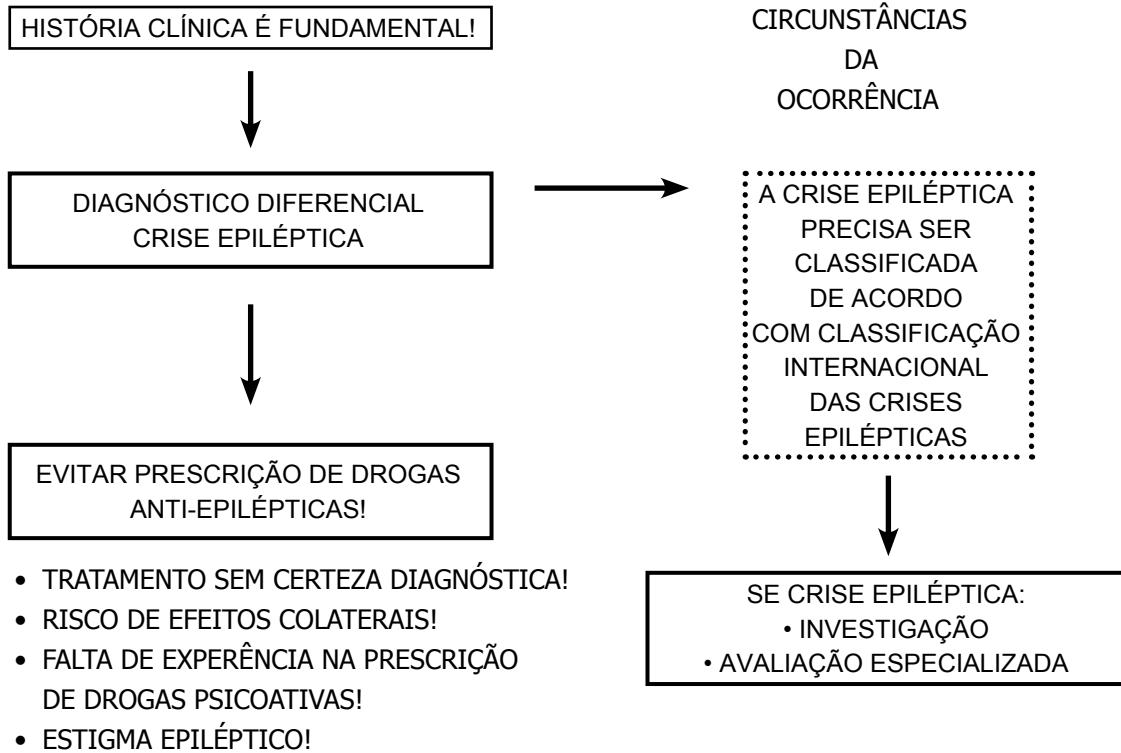 HISTÓRIA CLÍNICA É FUNDAMENTAL!
CIRCUNSTÂNCIAS
DA
OCORRÊNCIA
DIAGNÓSTICO DIFERENCIAL
CRISE EPILÉPTICA
A CRISE EPILÉPTICA
PRECISA SER
CLASSIFICADA
DE ACORDO
COM CLASSIFICAÇÃO
INTERNACIONAL
DAS CRISES
EPILÉPTICAS
EVITAR PRESCRIÇÃO DE DROGAS
ANTI-EPILÉPTICAS!
• TRATAMENTO SEM CERTEZA DIAGNÓSTICA!
• RISCO DE EFEITOS COLATERAIS!
• FALTA DE EXPERÊNCIA NA PRESCRIÇÃO
DE DROGAS PSICOATIVAS!
• ESTIGMA EPILÉPTICO!
SE CRISE EPILÉPTICA:
• INVESTIGAÇÃO
• AVALIAÇÃO ESPECIALIZADA